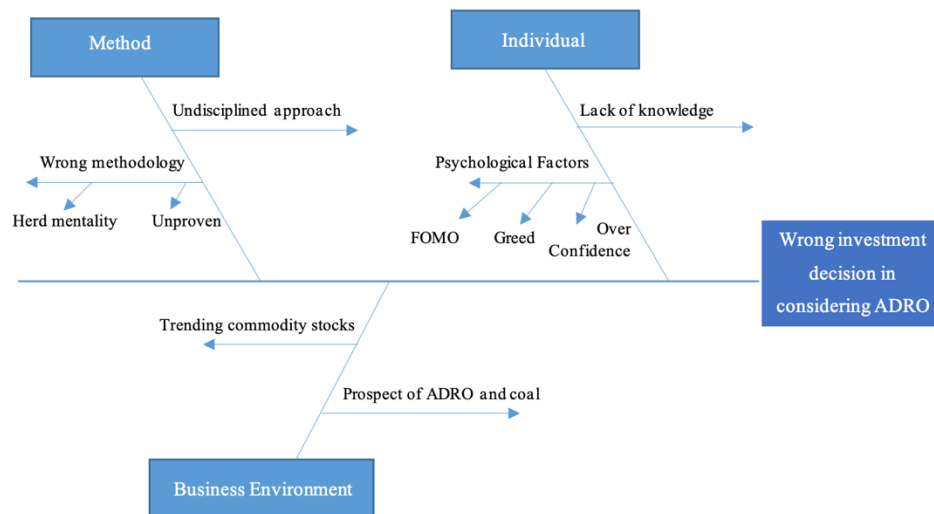 Method
Individual
Undisciplined approach
Lack of knowledge
Wrong methodology
Psychological Factors
Herd mentality
Unproven
FOMO
Greed
Over
Confidence
Wrong investment
decision in
considering ADRO
Trending commodity stocks
Prospect of ADRO and coal
Business Environment